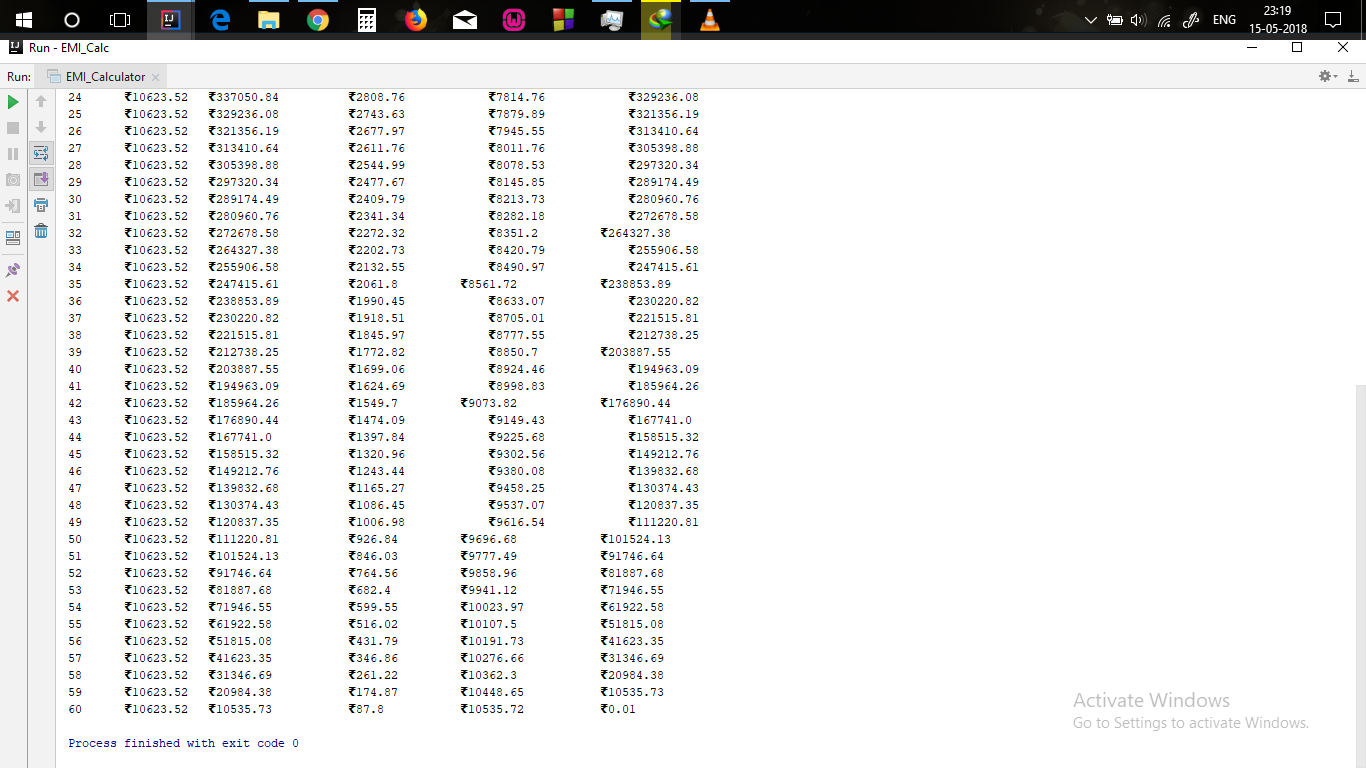 ENG
23:19
15-05-2018
Run - EMI_Calc
Run: EMI_Calculator
24 ₹10623.52 ₹337050.84 ₹2808.76 ₹7814.76 ₹329236.08
25 ₹10623.52 ₹329236.08 ₹2743.63 ₹7879.89 ₹321356.19
26 ₹10623.52 ₹321356.19 ₹2677.97 ₹7945.55 ₹313410.64
27 ₹10623.52 ₹313410.64 ₹2611.76 ₹8011.76 ₹305398.88
28 ₹10623.52 ₹305398.88 ₹2544.99 ₹8078.53 ₹297320.34
29 ₹10623.52 ₹297320.34 ₹2477.67 ₹8145.85 ₹289174.49
30 ₹10623.52 ₹289174.49 ₹2409.79 ₹8213.73 ₹280960.76
31 ₹10623.52 ₹280960.76 ₹2341.34 ₹8282.18 ₹272678.58
32 ₹10623.52 ₹272678.58 ₹2272.32 ₹8351.2 ₹264327.38
33 ₹10623.52 ₹264327.38 ₹2202.73 ₹8420.79 ₹255906.58
34 ₹10623.52 ₹255906.58 ₹2132.55 ₹8490.97 ₹247415.61
35 ₹10623.52 ₹247415.61 ₹2061.8 ₹8561.72 ₹238853.89
36 ₹10623.52 ₹238853.89 ₹1990.45 ₹8633.07 ₹230220.82
37 ₹10623.52 ₹230220.82 ₹1918.51 ₹8705.01 ₹221515.81
38 ₹10623.52 ₹221515.81 ₹1845.97 ₹8777.55 ₹212738.25
39 ₹10623.52 ₹212738.25 ₹1772.82 ₹8850.7 ₹203887.55
40 ₹10623.52 ₹203887.55 ₹1699.06 ₹8924.46 ₹194963.09
41 ₹10623.52 ₹194963.09 ₹1624.69 ₹8998.83 ₹185964.26
42 ₹10623.52 ₹185964.26 ₹1549.7 ₹9073.82 ₹176890.44
43 ₹10623.52 ₹176890.44 ₹1474.09 ₹9149.43 ₹167741.0
44 ₹10623.52 ₹167741.0 ₹1397.84 ₹9225.68 ₹158515.32
45 ₹10623.52 ₹158515.32 ₹1320.96 ₹9302.56 ₹149212.76
46 ₹10623.52 ₹149212.76 ₹1243.44 ₹9380.08 ₹139832.68
47 ₹10623.52 ₹139832.68 ₹1165.27 ₹9458.25 ₹130374.43
48 ₹10623.52 ₹130374.43 ₹1086.45 ₹9537.07 ₹120837.35
49 ₹10623.52 ₹120837.35 ₹1006.98 ₹9616.54 ₹111220.81
50 ₹10623.52 ₹111220.81 ₹926.84 ₹9696.68 ₹101524.13
51 ₹10623.52 ₹101524.13 ₹846.03 ₹9777.49 ₹91746.64
52 ₹10623.52 ₹91746.64 ₹764.56 ₹9858.96 ₹81887.68
53 ₹10623.52 ₹81887.68 ₹682.4 ₹9941.12 ₹71946.55
54 ₹10623.52 ₹71946.55 ₹599.55 ₹10023.97 ₹61922.58
55 ₹10623.52 ₹61922.58 ₹516.02 ₹10107.5 ₹51815.08
56 ₹10623.52 ₹51815.08 ₹431.79 ₹10191.73 ₹41623.35
57 ₹10623.52 ₹41623.35 ₹346.86 ₹10276.66 ₹31346.69
58 ₹10623.52 ₹31346.69 ₹261.22 ₹10362.3 ₹20984.38
59 ₹10623.52 ₹20984.38 ₹174.87 ₹10448.65 ₹10535.73
60 ₹10623.52 ₹10535.73 ₹87.8 ₹10535.72 ₹0.01
Process finished with exit code 0
Activate Windows
Go to Settings to activate Windows.